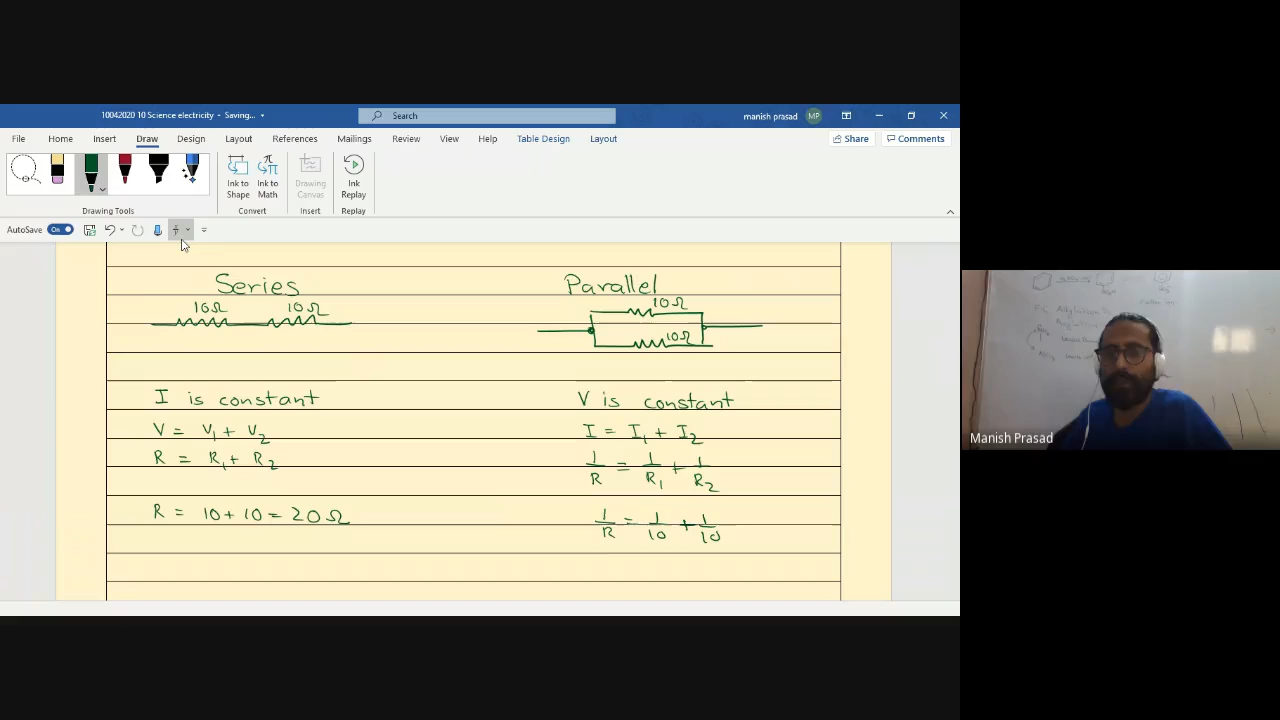 10042020 10 Science electricity - Saving...
Search
manish prasad MP
File Home Insert Draw Design Layout References Mailings Review View Help Table Design Layout
Share Comments
Ink to Shape
Ink to Math
Drawing Canvas
Ink Replay
Drawing Tools Convert Insert Replay
AutoSave On
Series
10Ω 10Ω
I is constant
V = V₁ + V₂
R = R₁ + R₂
R = 10 + 10 = 20 Ω
Parallel
10Ω
10Ω
V is constant
I = I₁ + I₂
1/R = 1/R₁ + 1/R₂
1/R = 1/10 + 1/10
Manish Prasad